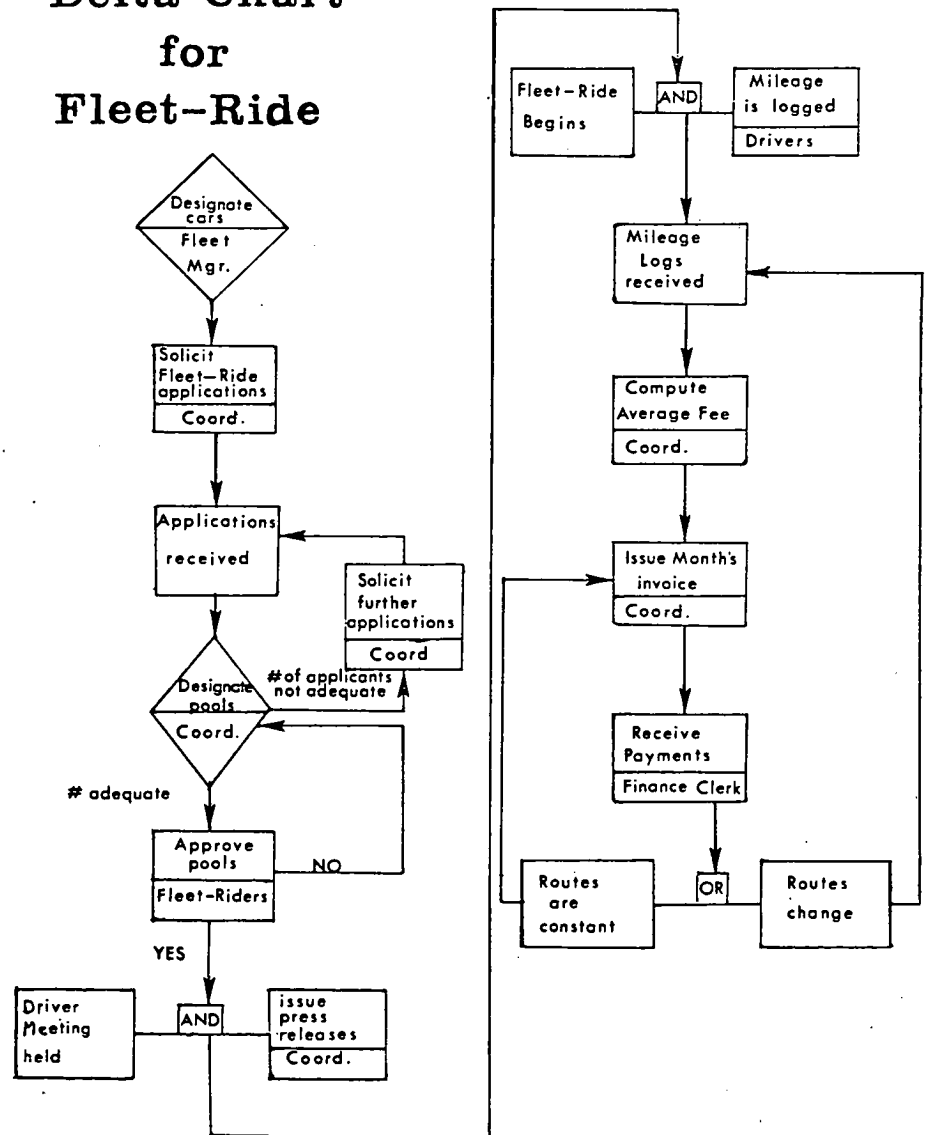 Delta Chart
for
Fleet-Ride
Designate
cars
Fleet
Mgr.
Solicit
Fleet-Ride
applications
Coord.
Applications
received
Solicit
further
applications
Coord
# of applicants
not adequate
Designate
pools
Coord.
# adequate
Approve
pools
Fleet-Riders
NO
YES
Driver
Meeting
held
AND
issue
press
releases
Coord.
Fleet-Ride
Begins
AND
Mileage
is logged
Drivers
Mileage
Logs
received
Compute
Average Fee
Coord.
Issue Month's
invoice
Coord.
Receive
Payments
Finance Clerk
Routes
are
constant
OR
Routes
change